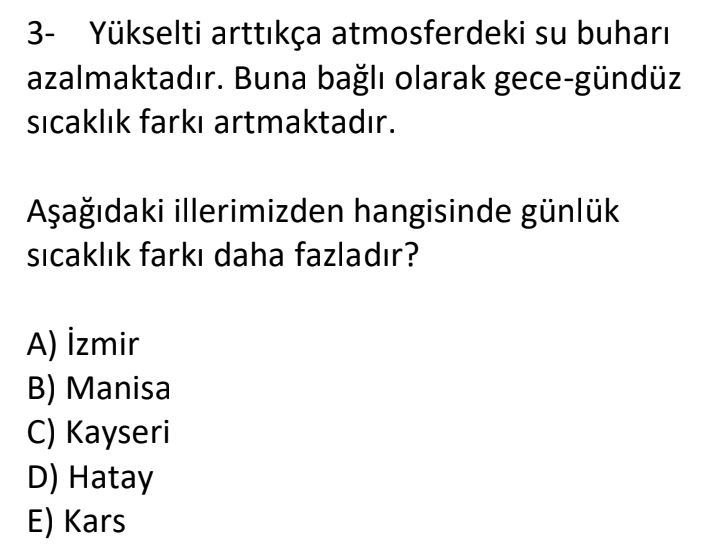 3- Yükselti arttıkça atmosferdeki su buharı
azalmaktadır. Buna bağlı olarak gece-gündüz
sıcaklık farkı artmaktadır.
Aşağıdaki illerimizden hangisinde günlük
sıcaklık farkı daha fazladır?
A) İzmir
B) Manisa
C) Kayseri
D) Hatay
E) Kars